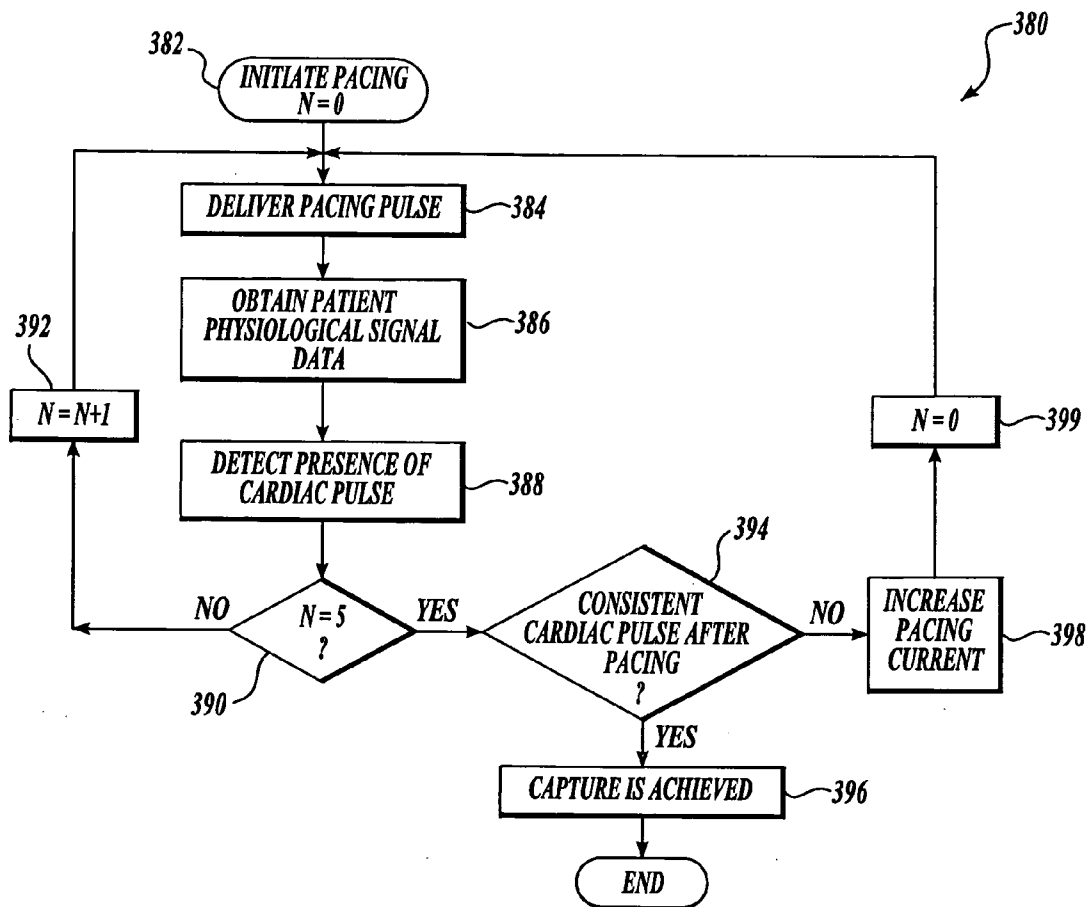 380
382
INITIATE PACING
N = 0
DELIVER PACING PULSE
384
OBTAIN PATIENT
PHYSIOLOGICAL SIGNAL
DATA
386
392
N = N+1
N = 0
399
DETECT PRESENCE OF
CARDIAC PULSE
388
394
NO
N = 5
?
YES
390
CONSISTENT
CARDIAC PULSE AFTER
PACING
?
NO
INCREASE
PACING
CURRENT
398
YES
CAPTURE IS ACHIEVED
396
END